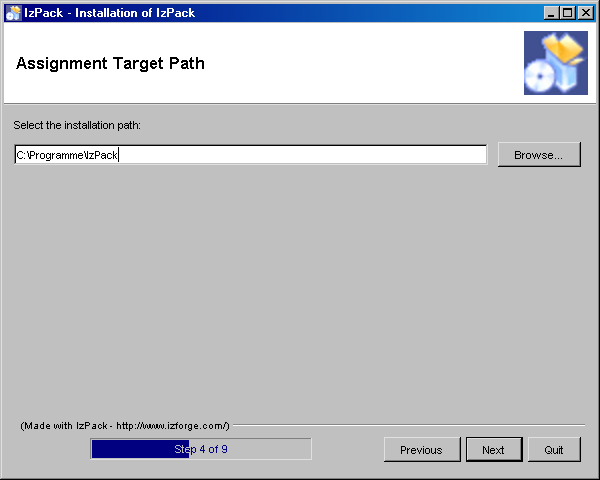 IzPack - Installation of IzPack
Assignment Target Path
Select the installation path:
C:\Programme\IzPack
Browse...
(Made with IzPack - http://www.izforge.com/)
Step 4 of 9
Previous
Next
Quit